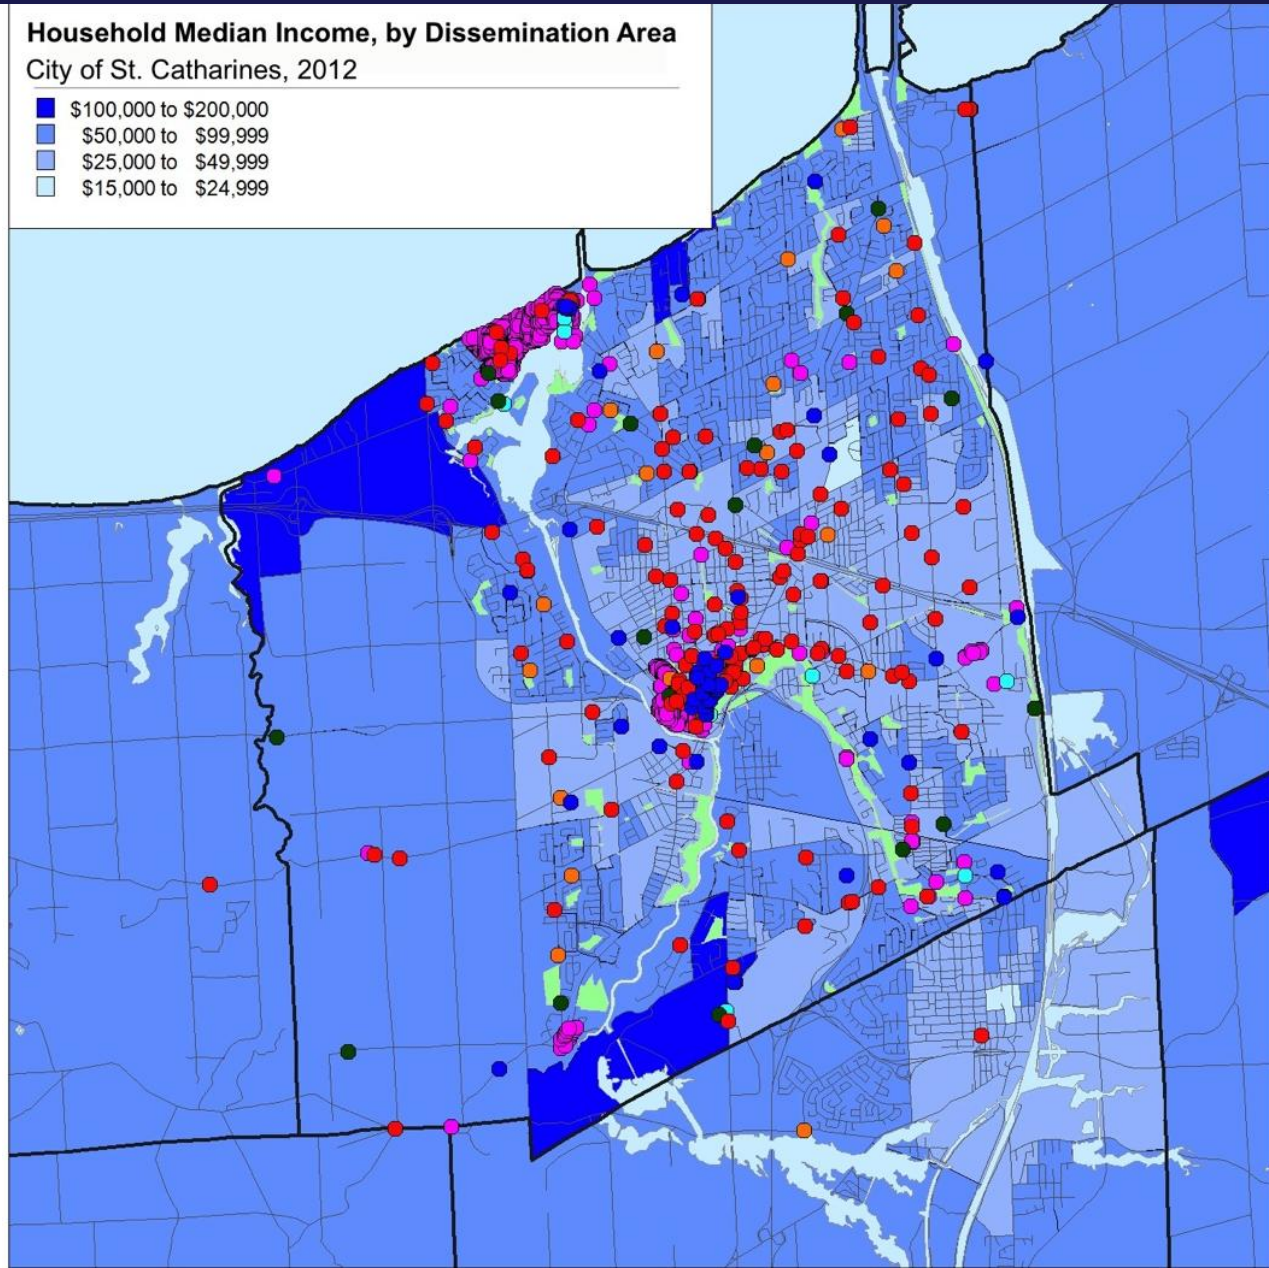 Household Median Income, by Dissemination Area
City of St. Catharines, 2012
$100,000 to $200,000
$50,000 to $99,999
$25,000 to $49,999
$15,000 to $24,999